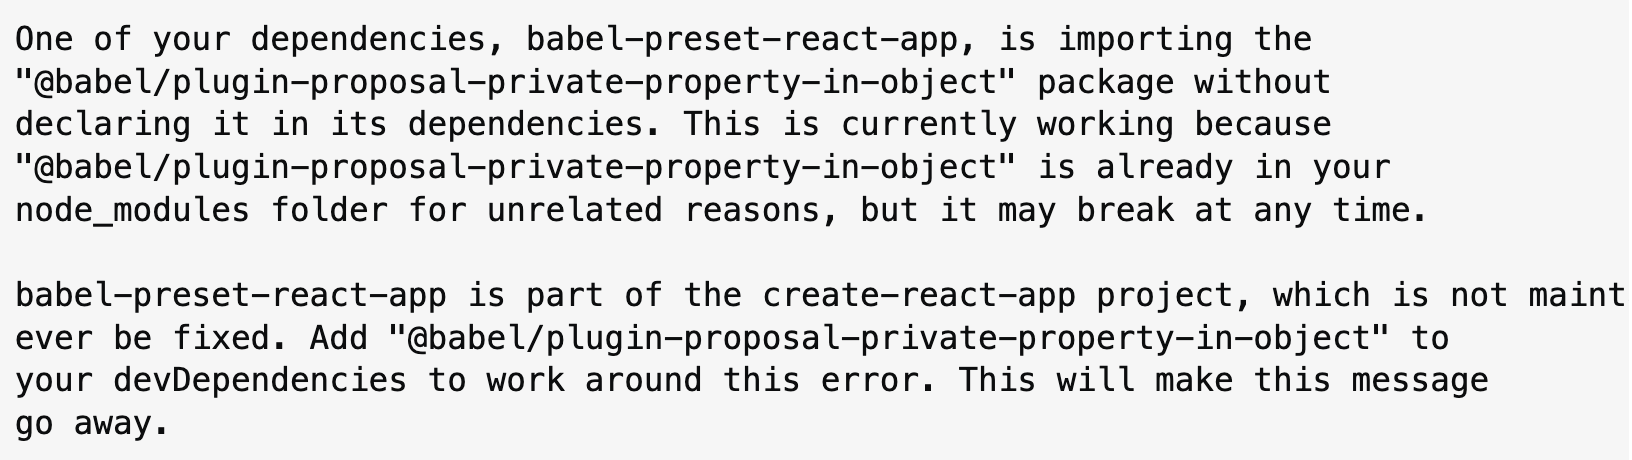 One of your dependencies, babel-preset-react-app, is importing the
"@babel/plugin-proposal-private-property-in-object" package without
declaring it in its dependencies. This is currently working because
"@babel/plugin-proposal-private-property-in-object" is already in your
node_modules folder for unrelated reasons, but it may break at any time.

babel-preset-react-app is part of the create-react-app project, which is not maint
ever be fixed. Add "@babel/plugin-proposal-private-property-in-object" to
your devDependencies to work around this error. This will make this message
go away.